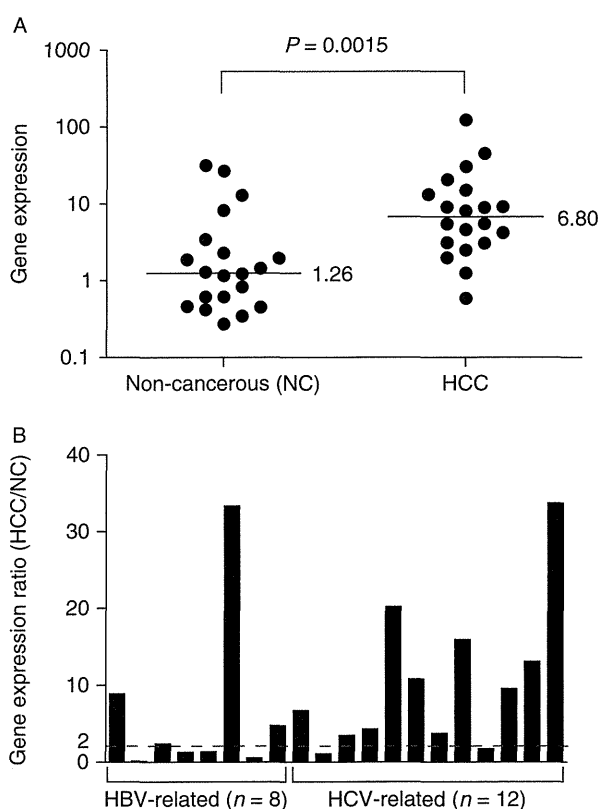 A
P = 0.0015
1000
100
10
1
0.1
Gene expression
1.26
6.80
Non-cancerous (NC)
HCC
B
Gene expression ratio (HCC/NC)
40
30
20
10
2
0
HBV-related (n = 8)
HCV-related (n = 12)